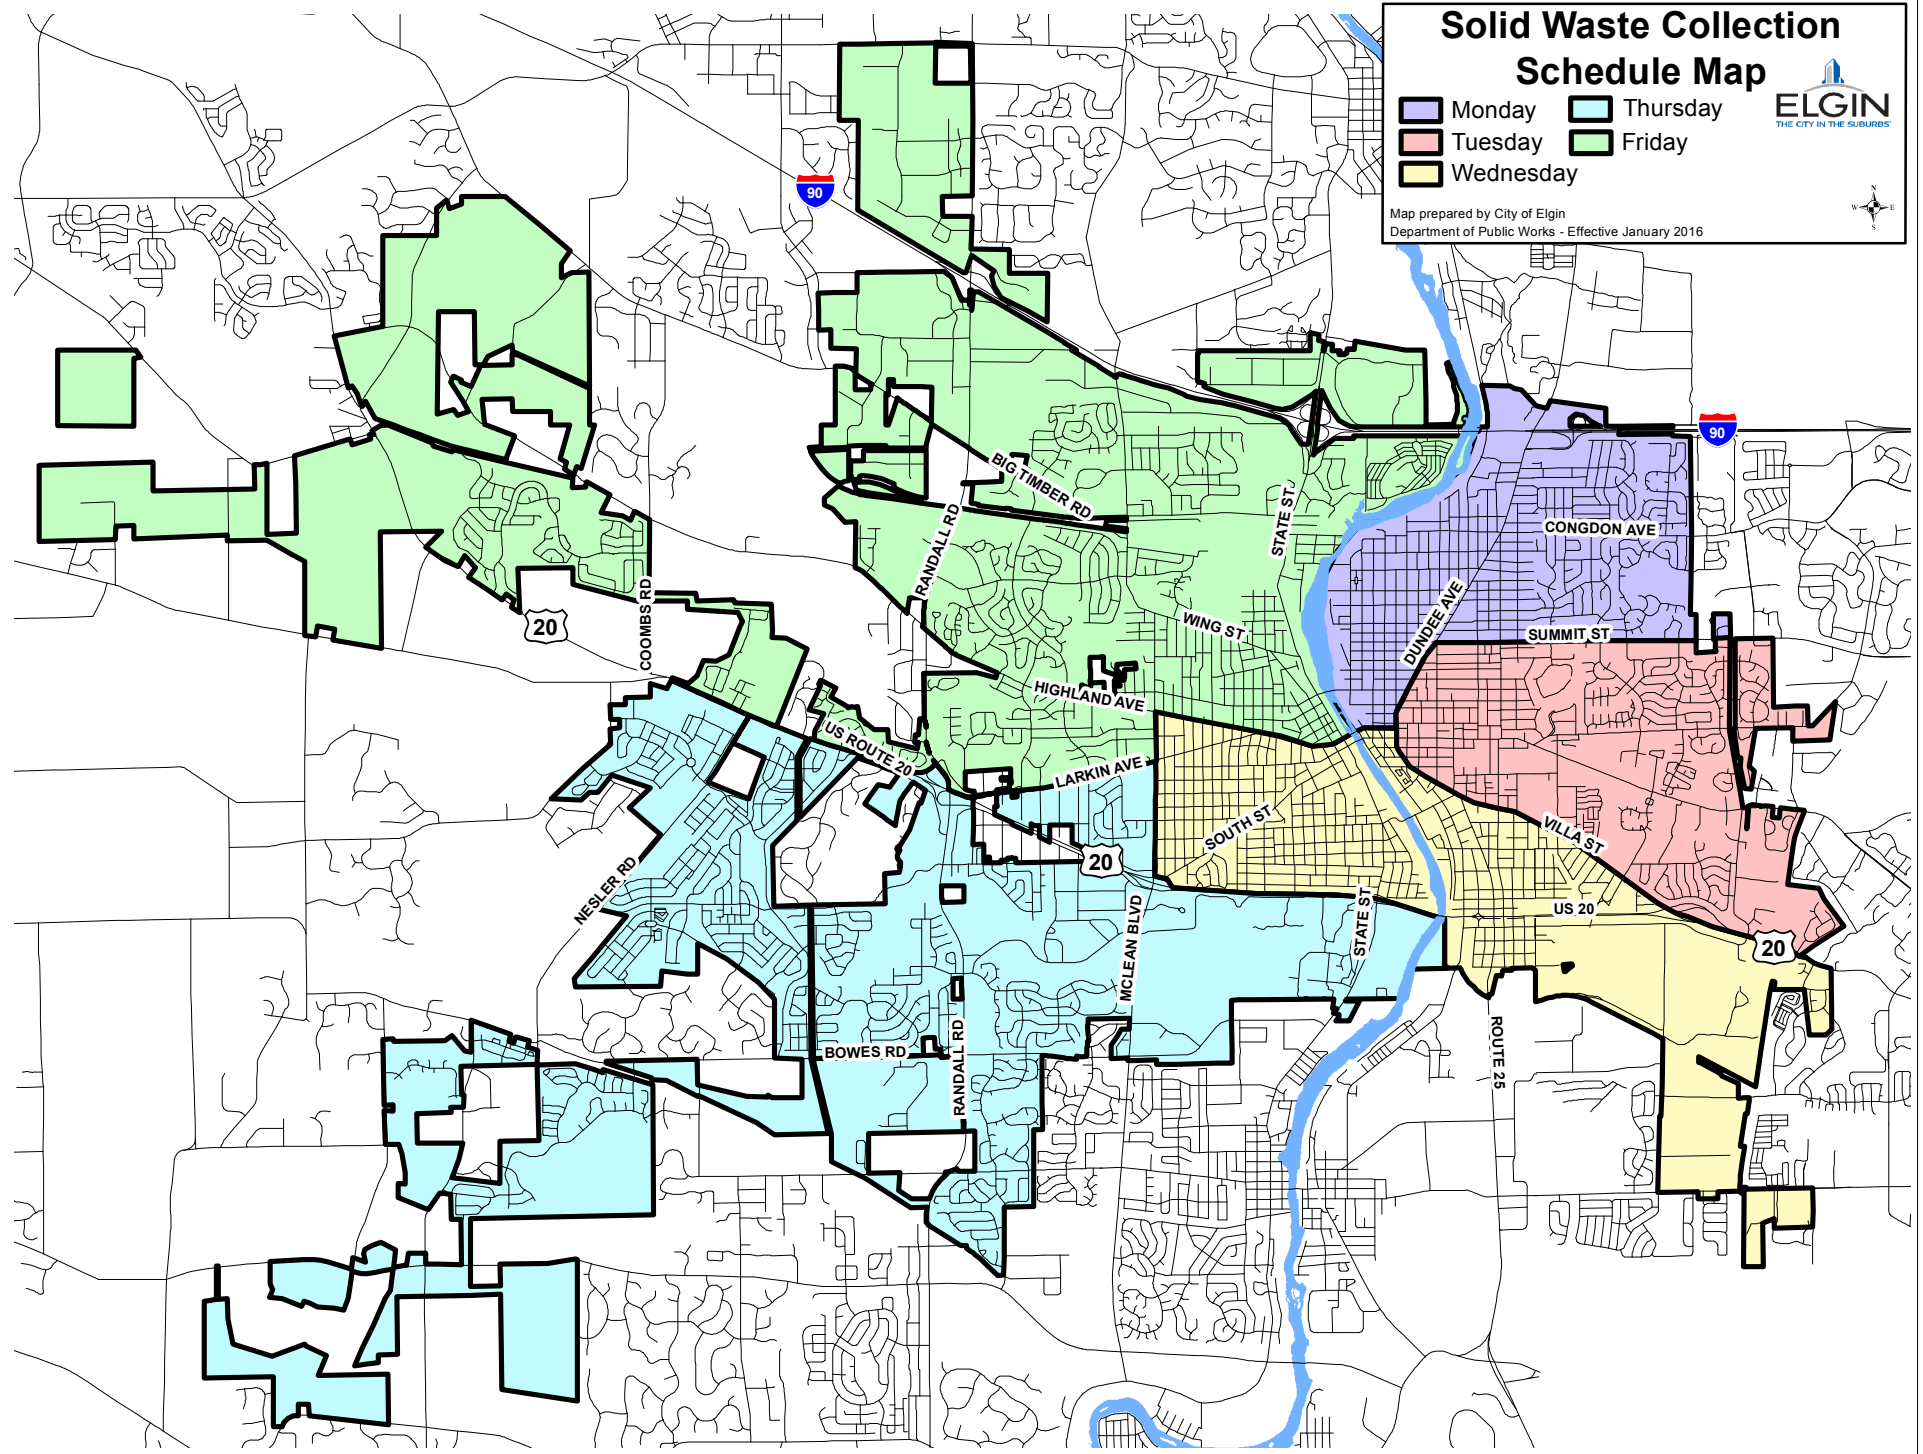 Solid Waste Collection
Schedule Map
Monday
Thursday
Tuesday
Friday
Wednesday
ELGIN
THE CITY IN THE SUBURBS
Map prepared by City of Elgin
Department of Public Works - Effective January 2016
N
W E
S
90
90
BIG TIMBER RD
RANDALL RD
STATE ST
CONGDON AVE
DUNDEE AVE
SUMMIT ST
WING ST
COOMBS RD
20
HIGHLAND AVE
US ROUTE 20
LARKIN AVE
SOUTH ST
VILLA ST
20
NESLER RD
MCLEAN BLVD
STATE ST
US 20
20
BOWES RD
RANDALL RD
ROUTE 25